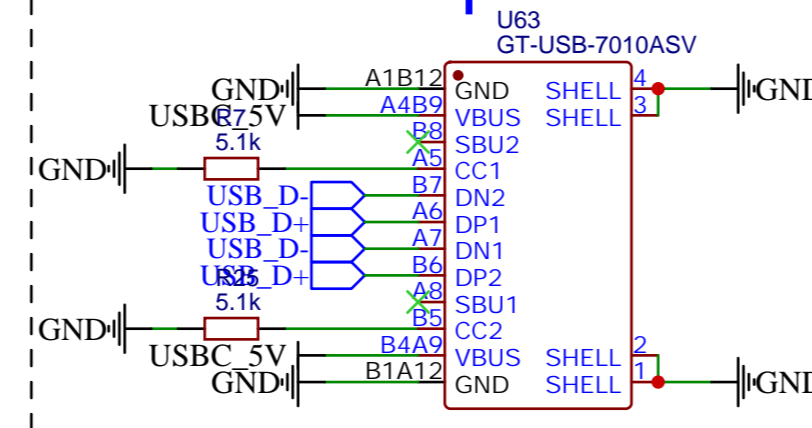 U63
GT-USB-7010ASV
GND A1B12 GND SHELL 4 GND
USBC_5V A4B9 VBUS SHELL 3
R7
5.1k
B8 SBU2
GND A5 CC1
USB_D- B7 DN2
USB_D+ A6 DP1
USB_D- A7 DN1
USB_D+ B6 DP2
R25
5.1k
A8 SBU1
GND B5 CC2
USBC_5V B4A9 VBUS SHELL 2
GND B1A12 GND SHELL 1 GND